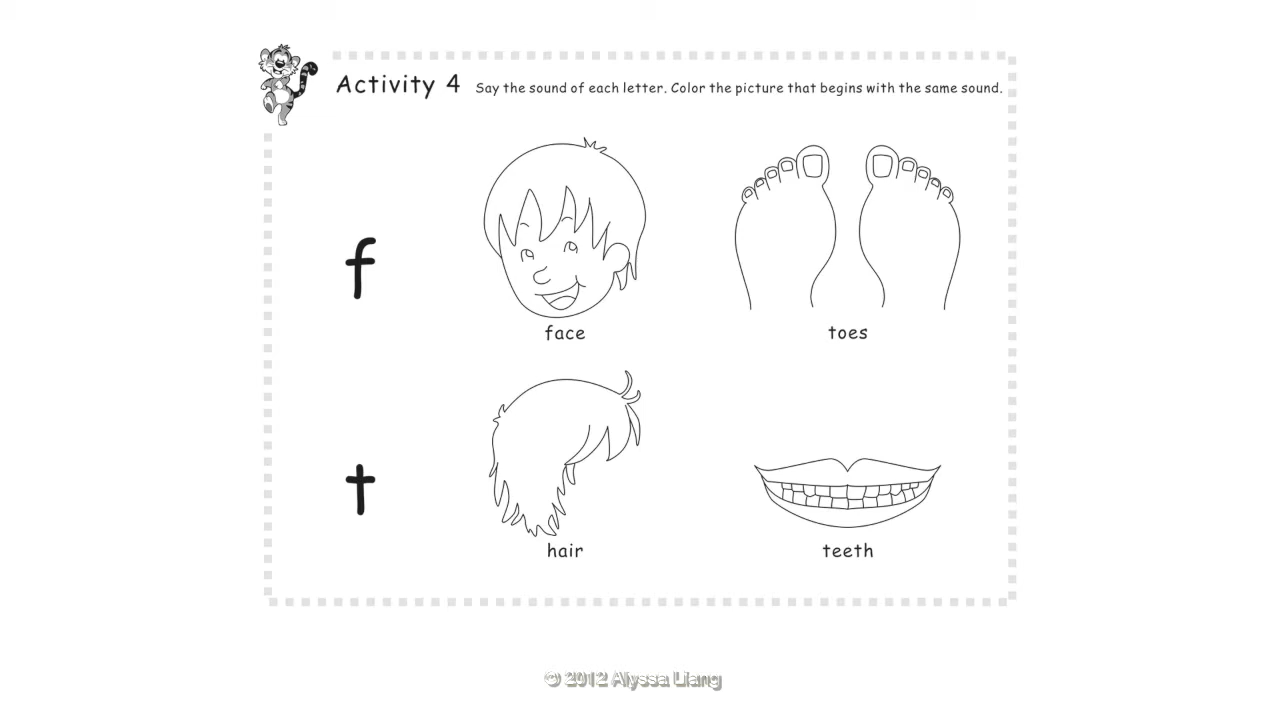 Activity 4 Say the sound of each letter. Color the picture that begins with the same sound.
f
face
toes
t
hair
teeth
© 2012 Alyssa Liang